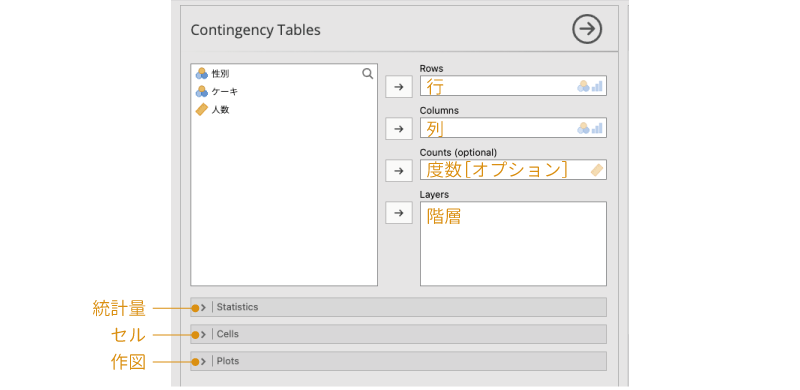 Contingency Tables
性別
ケーキ
人数
Rows
行
Columns
列
Counts (optional)
度数[オプション]
Layers
階層
統計量
Statistics
セル
Cells
作図
Plots